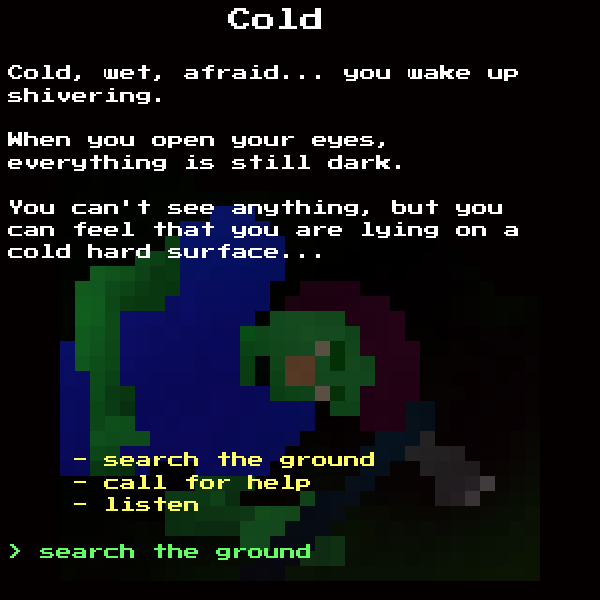 Cold
Cold, wet, afraid... you wake up
shivering.
When you open your eyes,
everything is still dark.
You can't see anything, but you
can feel that you are lying on a
cold hard surface...
- search the ground
- call for help
- listen
> search the ground